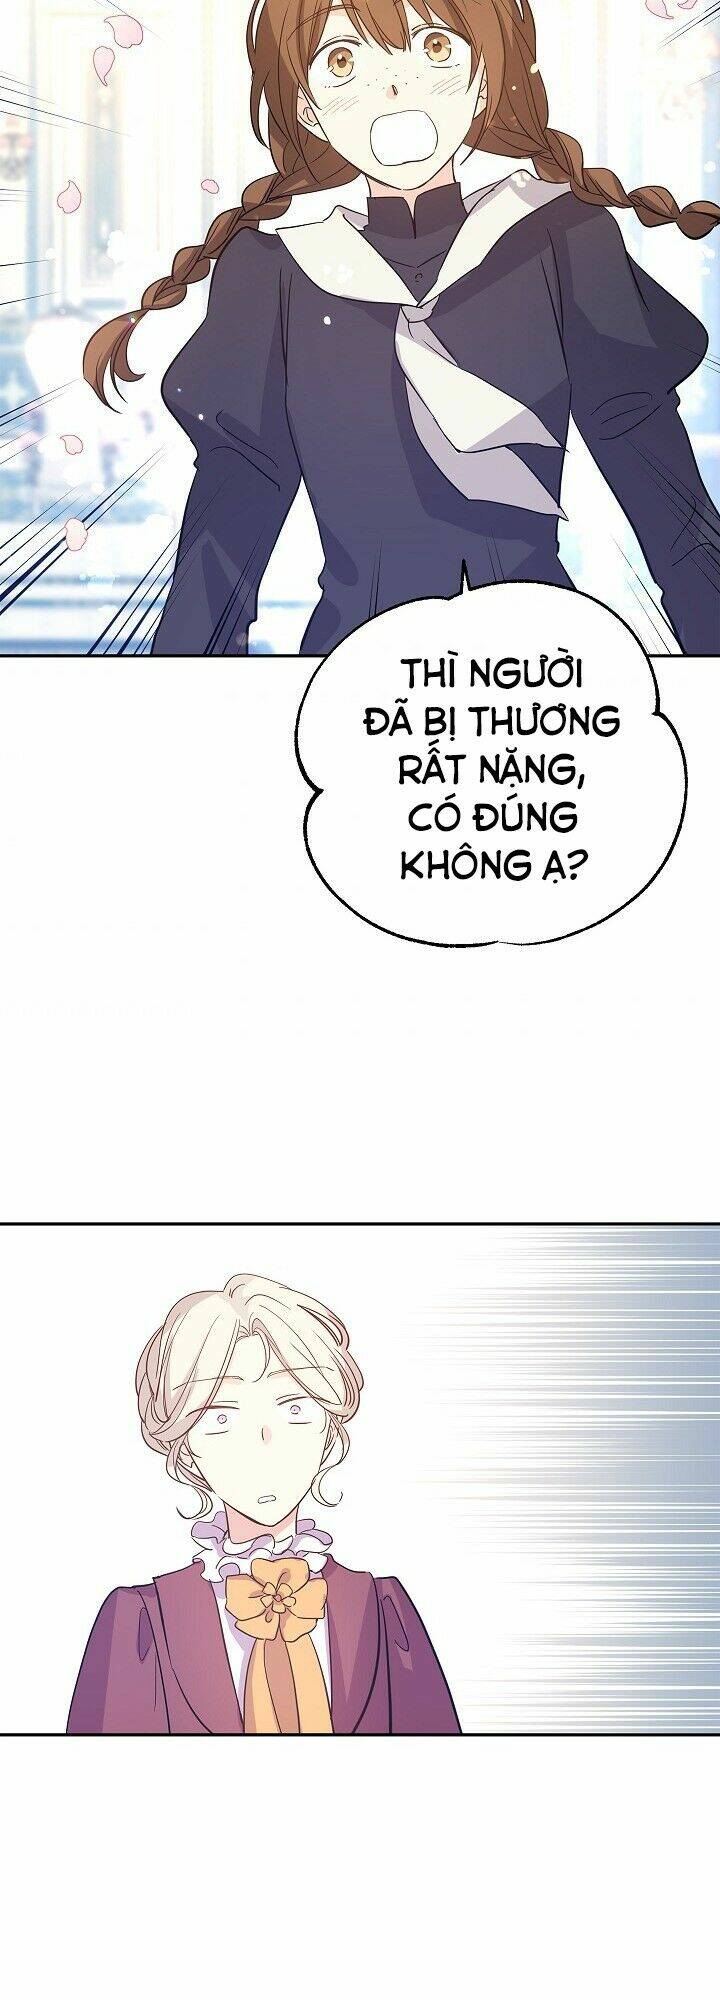 THÌ NGƯỜI
ĐÃ BỊ THƯƠNG
RẤT NẶNG,
CÓ ĐÚNG
KHÔNG Ạ?